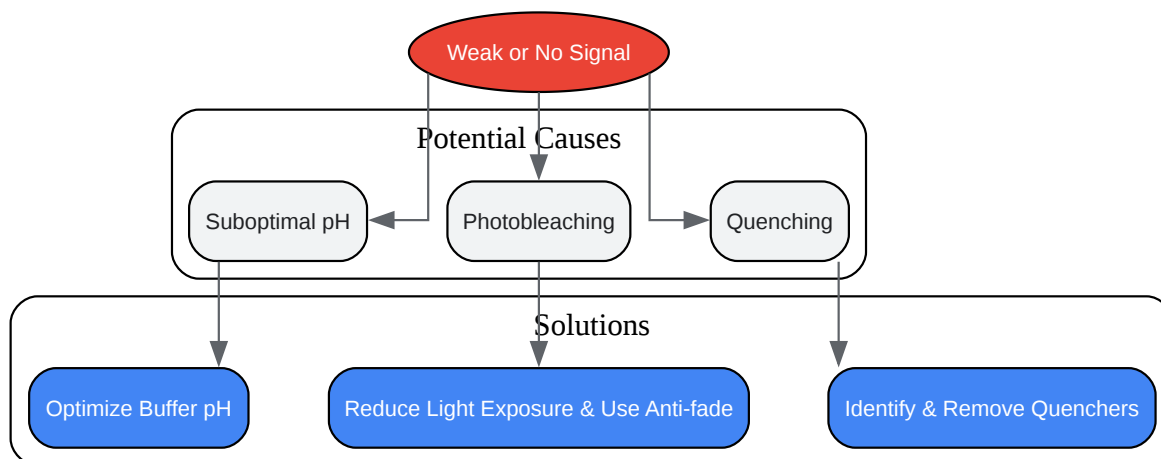 Weak or No Signal
Potential Causes
Suboptimal pH
Photobleaching
Quenching
Solutions
Optimize Buffer pH
Reduce Light Exposure & Use Anti-fade
Identify & Remove Quenchers